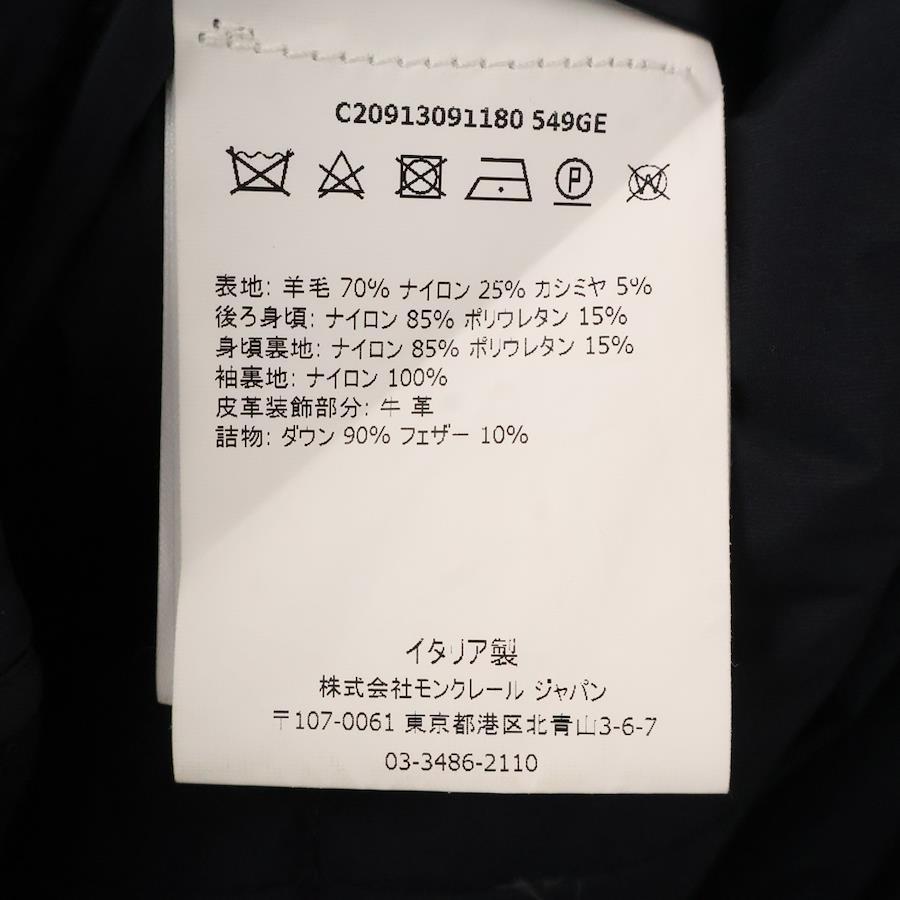 C20913091180 549GE
P
W
表地: 羊毛 70% ナイロン 25% カシミヤ 5%
後ろ身頃: ナイロン 85% ポリウレタン 15%
身頃裏地: ナイロン 85% ポリウレタン 15%
袖裏地: ナイロン 100%
皮革装飾部分: 牛 革
詰物: ダウン 90% フェザー 10%
イタリア製
株式会社モンクレール ジャパン
〒107-0061 東京都港区北青山3-6-7
03-3486-2110